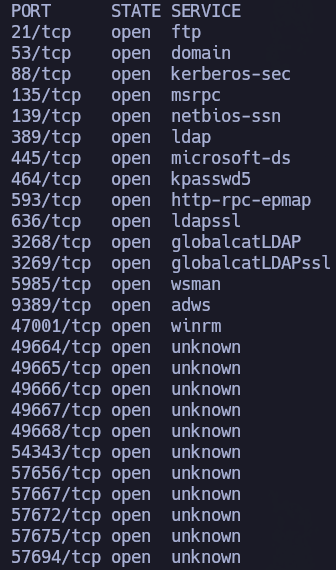 PORT      STATE SERVICE
21/tcp    open  ftp
53/tcp    open  domain
88/tcp    open  kerberos-sec
135/tcp   open  msrpc
139/tcp   open  netbios-ssn
389/tcp   open  ldap
445/tcp   open  microsoft-ds
464/tcp   open  kpasswd5
593/tcp   open  http-rpc-epmap
636/tcp   open  ldapssl
3268/tcp  open  globalcatLDAP
3269/tcp  open  globalcatLDAPssl
5985/tcp  open  wsman
9389/tcp  open  adws
47001/tcp open  winrm
49664/tcp open  unknown
49665/tcp open  unknown
49666/tcp open  unknown
49667/tcp open  unknown
49668/tcp open  unknown
54343/tcp open  unknown
57656/tcp open  unknown
57667/tcp open  unknown
57672/tcp open  unknown
57675/tcp open  unknown
57694/tcp open  unknown